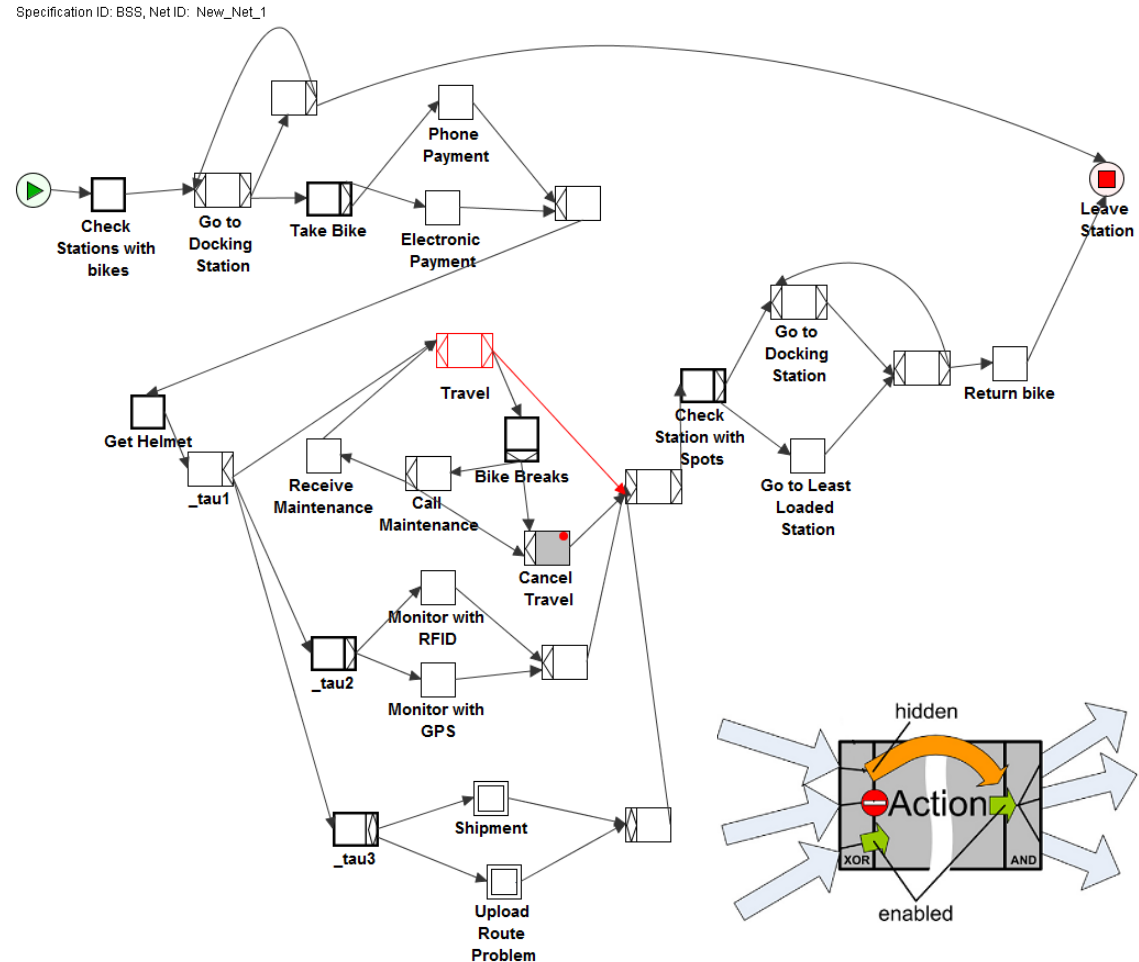 Specification ID: BSS, Net ID: New_Net_1
Phone
Payment
Check
Stations with
bikes
Go to
Docking
Station
Take Bike
Electronic
Payment
Leave
Station
Go to
Docking
Station
Return bike
Travel
Check
Station with
Spots
Get Helmet
_tau1
Receive
Maintenance
Call
Maintenance
Bike Breaks
Go to Least
Loaded
Station
Cancel
Travel
Monitor with
RFID
_tau2
Monitor with
GPS
Shipment
_tau3
Upload
Route
Problem
hidden
Action
XOR
AND
enabled